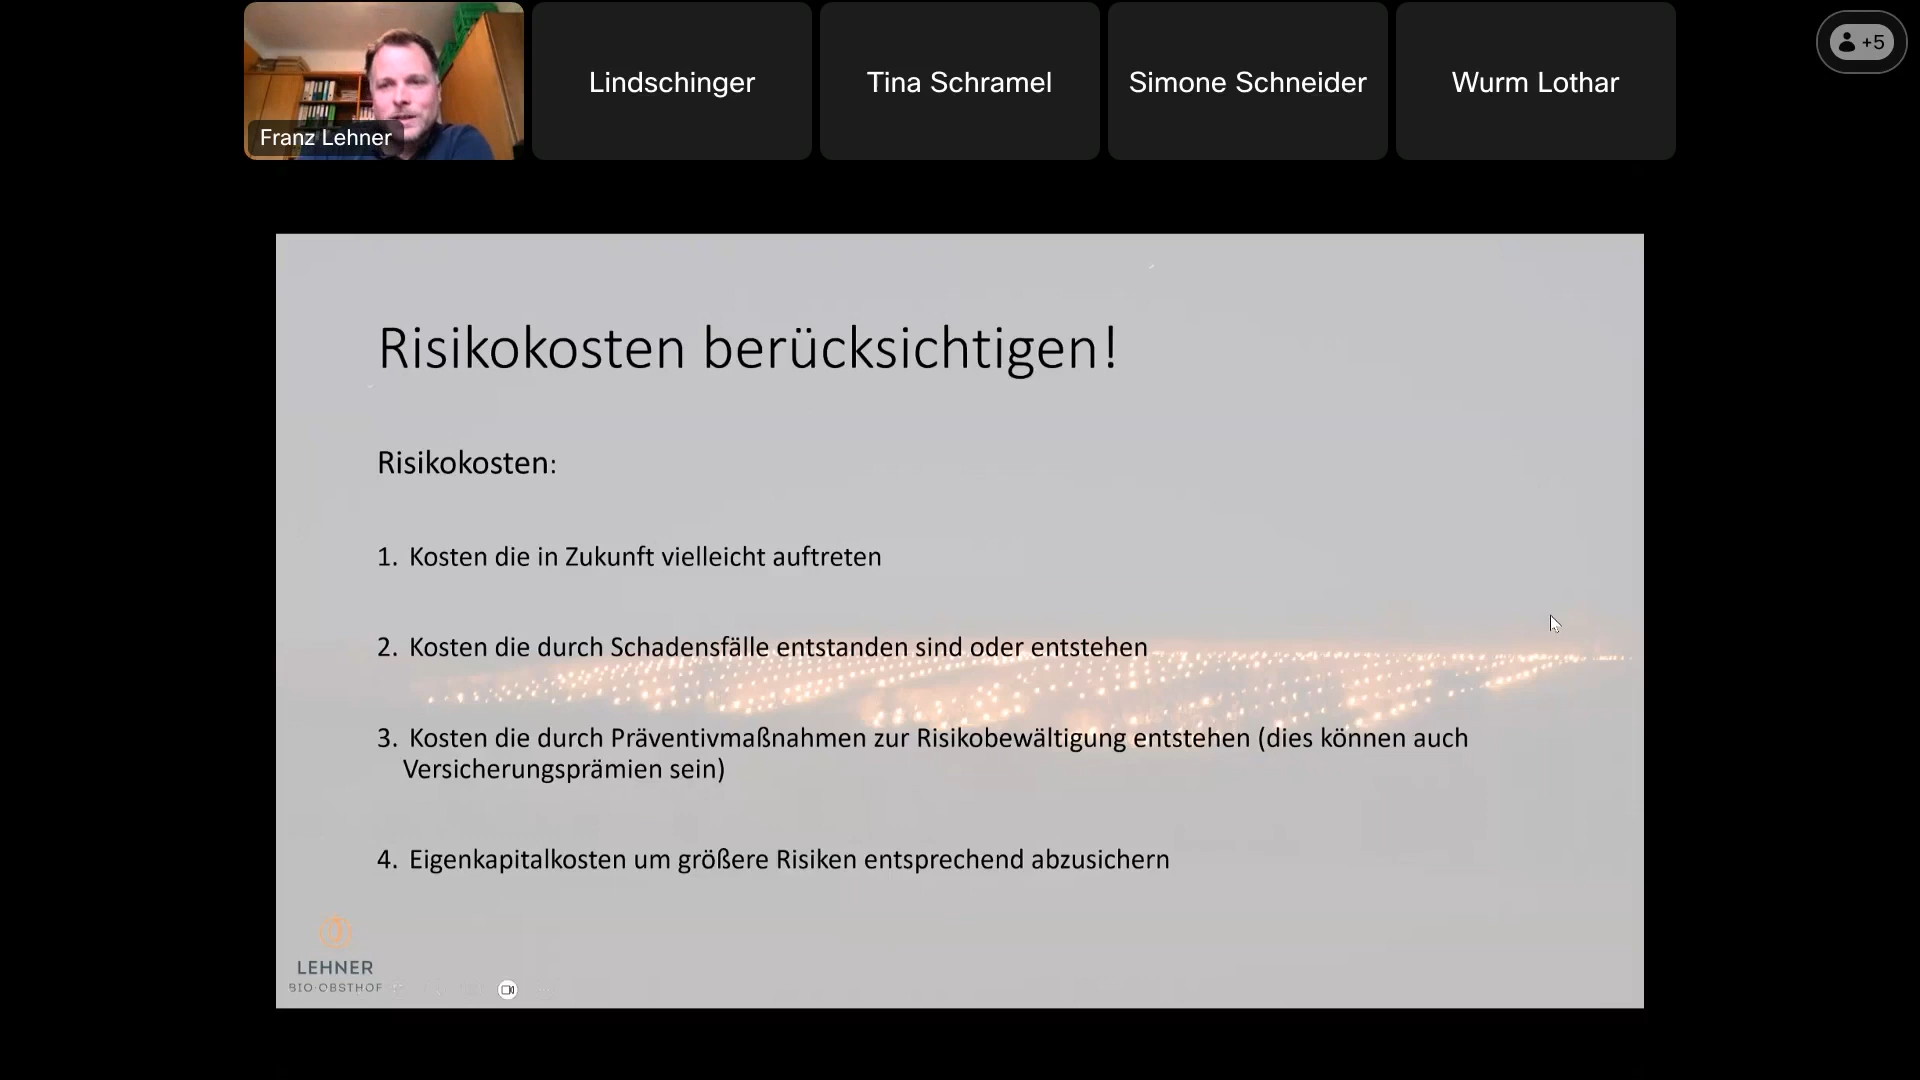 Lindschinger
Tina Schramel
Simone Schneider
Wurm Lothar
+5
Franz Lehner
Risikokosten berücksichtigen!
Risikokosten:
1. Kosten die in Zukunft vielleicht auftreten
2. Kosten die durch Schadensfälle entstanden sind oder entstehen
3. Kosten die durch Präventivmaßnahmen zur Risikobewältigung entstehen (dies können auch
Versicherungsprämien sein)
4. Eigenkapitalkosten um größere Risiken entsprechend abzusichern
LEHNER
BIO·OBSTHOF